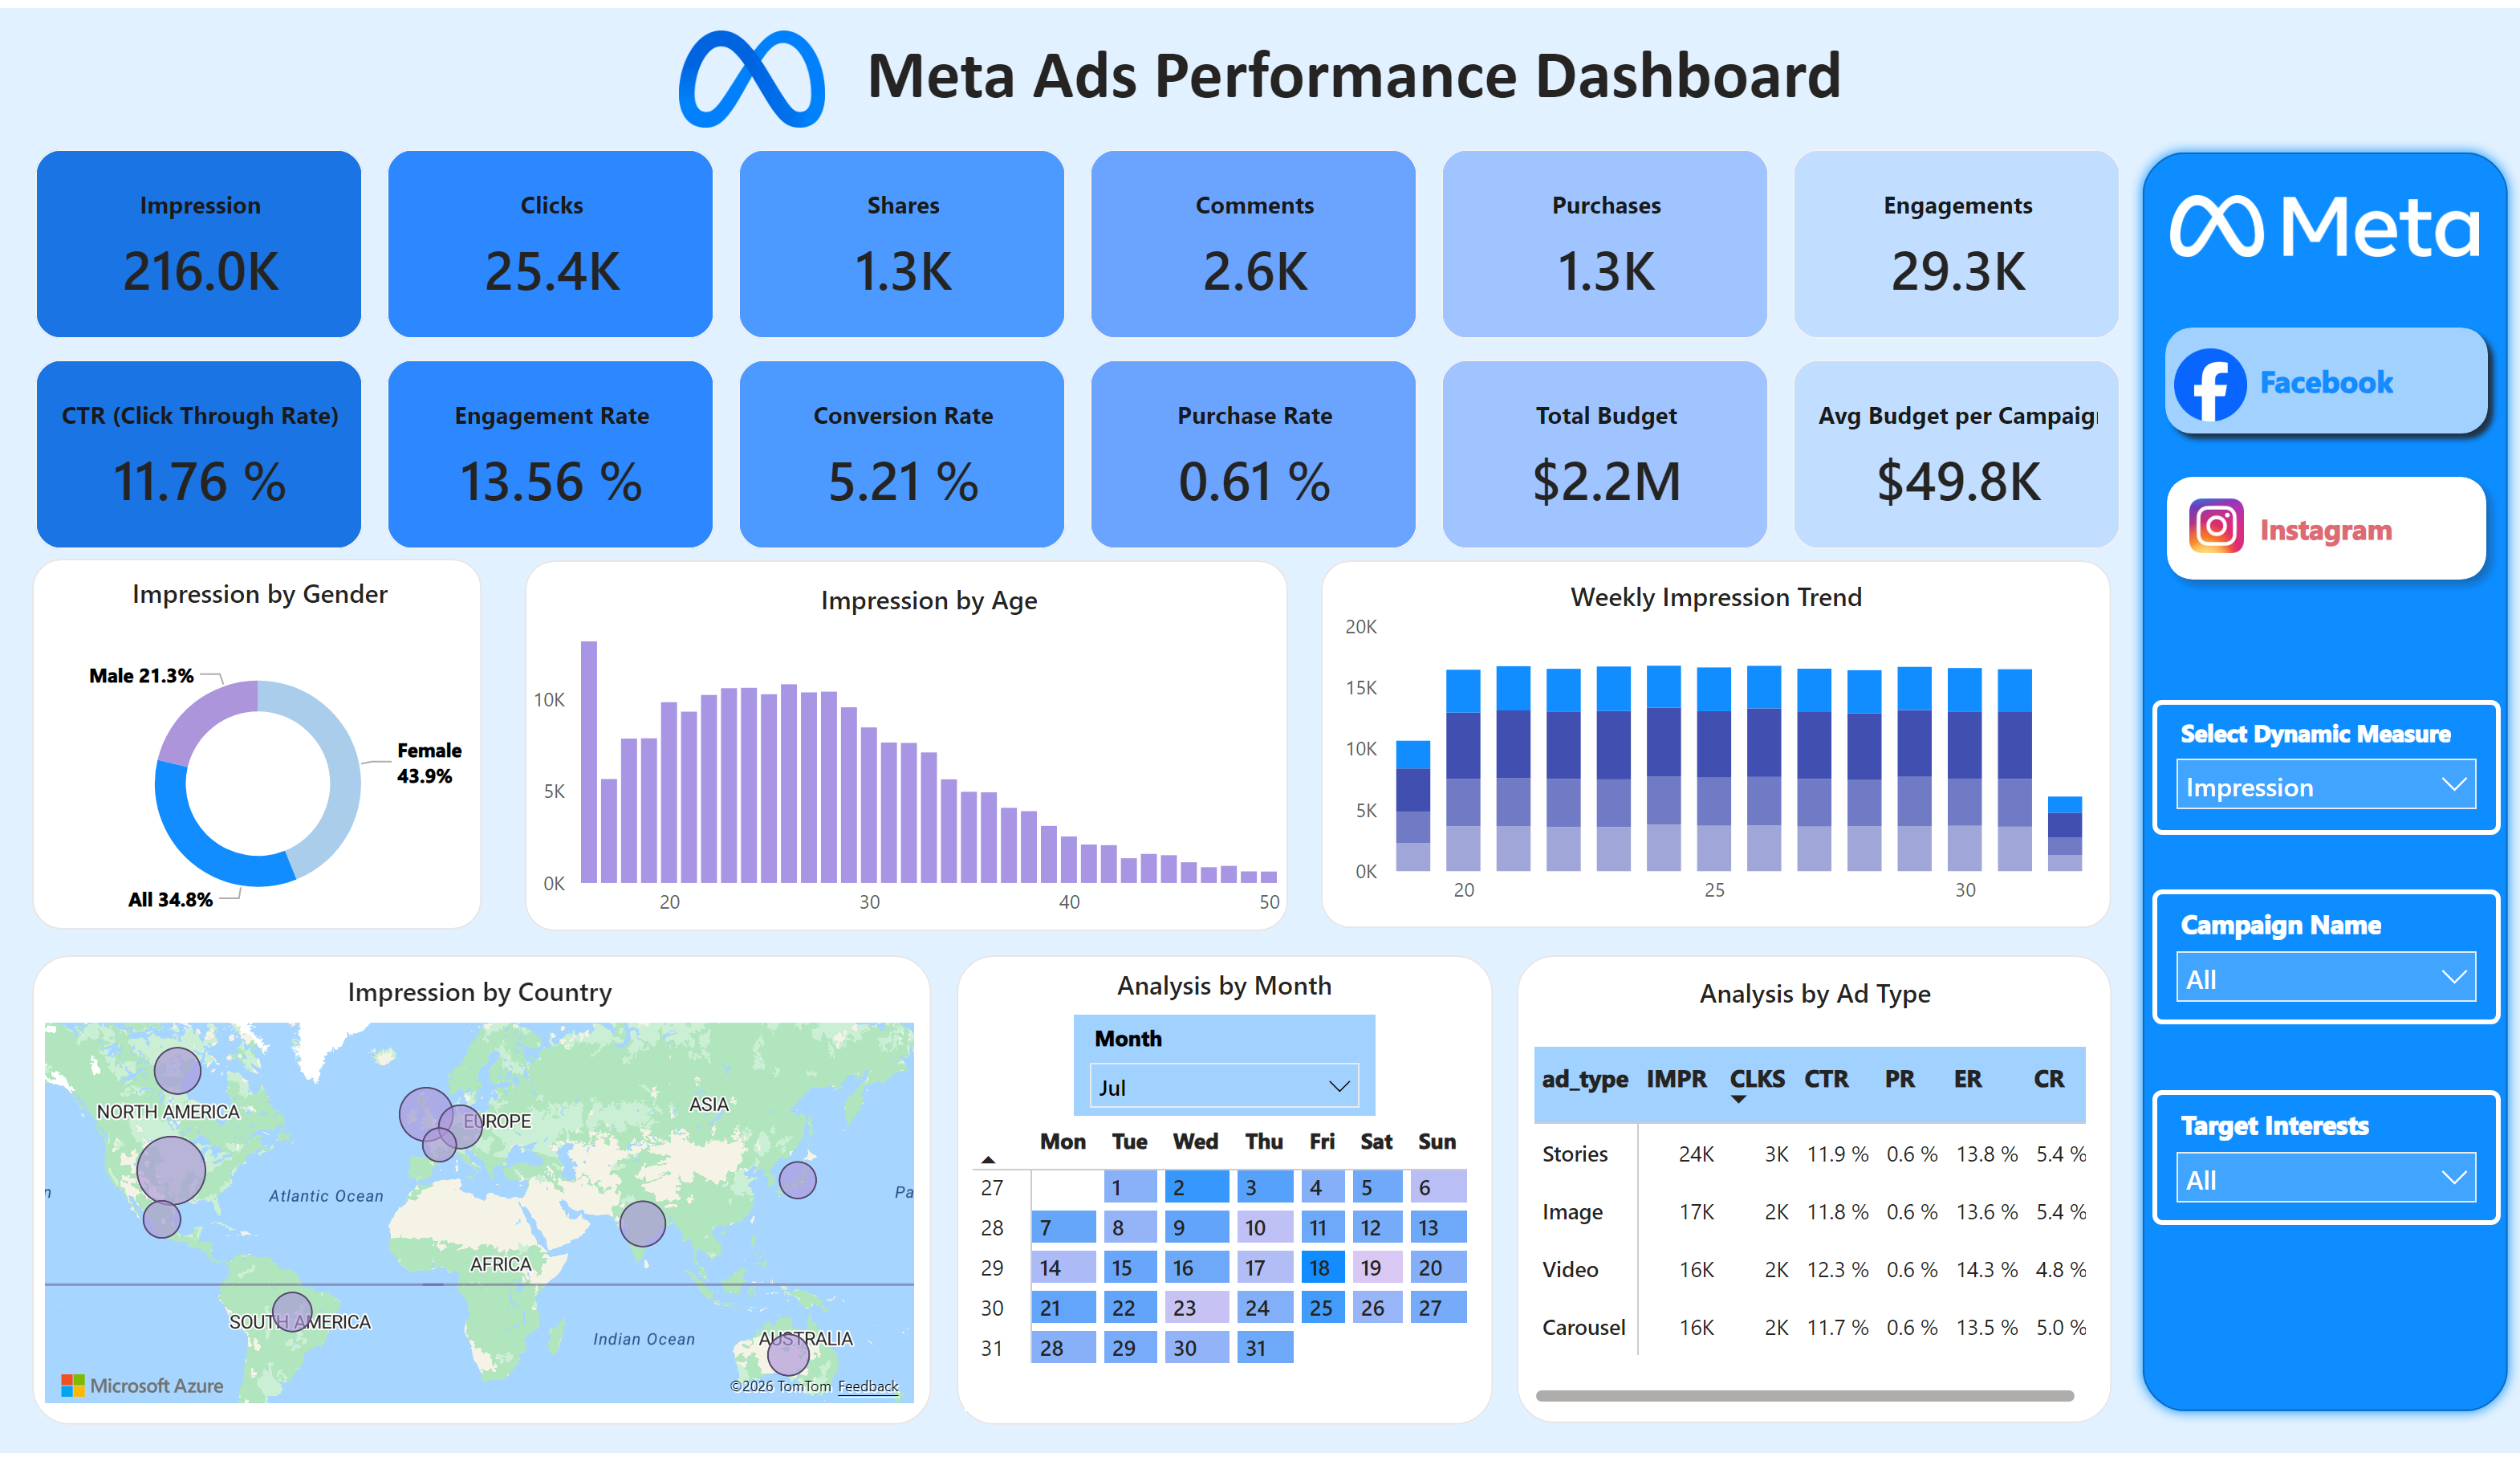 Meta Ads Performance Dashboard
Impression
216.0K
Clicks
25.4K
Shares
1.3K
Comments
2.6K
Purchases
1.3K
Engagements
29.3K
CTR (Click Through Rate)
11.76 %
Engagement Rate
13.56 %
Conversion Rate
5.21 %
Purchase Rate
0.61 %
Total Budget
$2.2M
Avg Budget per Campaig
$49.8K
Meta
Facebook
Instagram
Select Dynamic Measure
Impression
Campaign Name
All
Target Interests
All
Impression by Gender
Male 21.3%
Female
43.9%
All 34.8%
Impression by Age
10K
5K
0K
20 30 40 50
Weekly Impression Trend
20K
15K
10K
5K
0K
20 25 30
Impression by Country
NORTH AMERICA
EUROPE
ASIA
Atlantic Ocean
Pa
n
AFRICA
SOUTH AMERICA
Indian Ocean
AUSTRALIA
Microsoft Azure
©2026 TomTom Feedback
Analysis by Month
Month
Jul
Mon Tue Wed Thu Fri Sat Sun
27 1 2 3 4 5 6
28 7 8 9 10 11 12 13
29 14 15 16 17 18 19 20
30 21 22 23 24 25 26 27
31 28 29 30 31
Analysis by Ad Type
ad_type IMPR CLKS CTR PR ER CR
Stories 24K 3K 11.9 % 0.6 % 13.8 % 5.4 %
Image 17K 2K 11.8 % 0.6 % 13.6 % 5.4 %
Video 16K 2K 12.3 % 0.6 % 14.3 % 4.8 %
Carousel 16K 2K 11.7 % 0.6 % 13.5 % 5.0 %